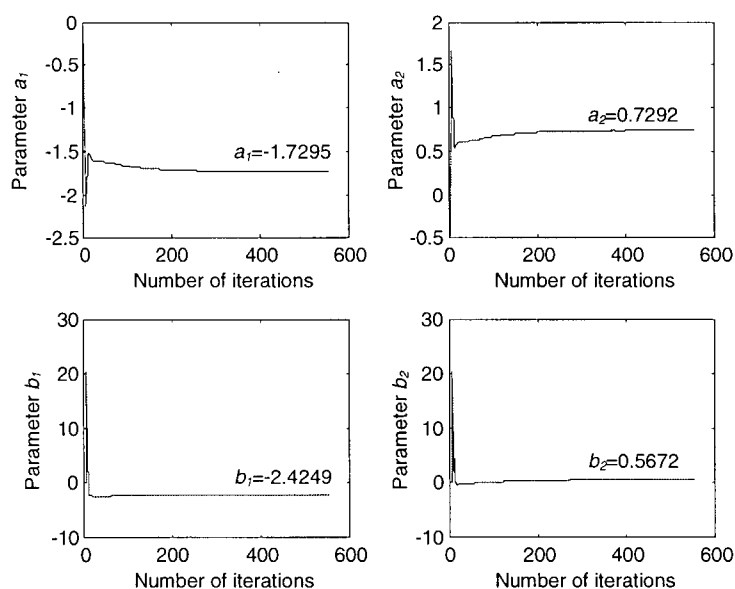 Parameter a1
0
-0.5
-1
-1.5
-2
-2.5
a1=-1.7295
0 200 400 600
Number of iterations
Parameter a2
2
1.5
1
0.5
0
-0.5
a2=0.7292
0 200 400 600
Number of iterations
Parameter b1
30
20
10
0
-10
b1=-2.4249
0 200 400 600
Number of iterations
Parameter b2
30
20
10
0
-10
b2=0.5672
0 200 400 600
Number of iterations